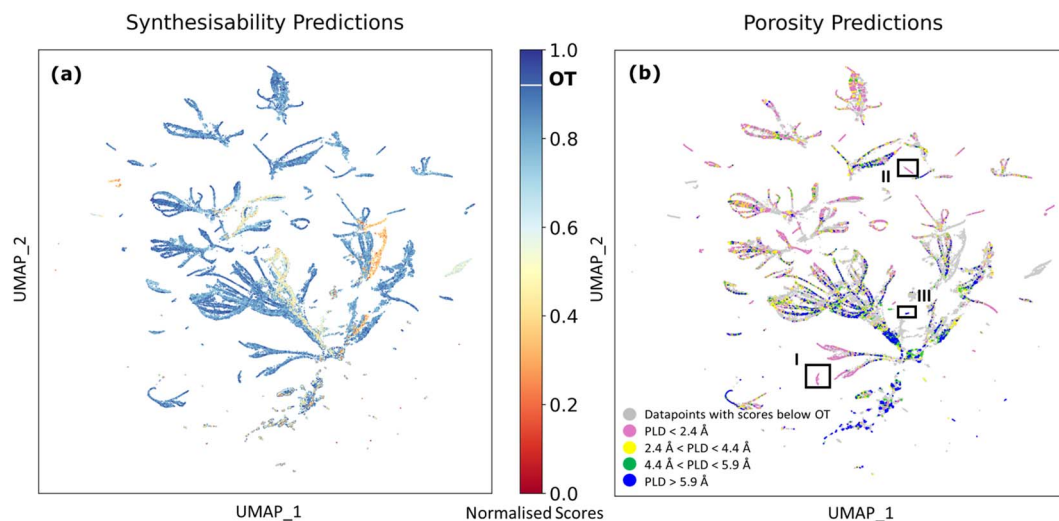 Synthesisability Predictions
Porosity Predictions
(a)
1.0
OT
0.8
0.6
0.4
0.2
0.0
UMAP_2
UMAP_1
Normalised Scores
(b)
II
III
I
Datapoints with scores below OT
PLD < 2.4 Å
2.4 Å < PLD < 4.4 Å
4.4 Å < PLD < 5.9 Å
PLD > 5.9 Å
UMAP_2
UMAP_1